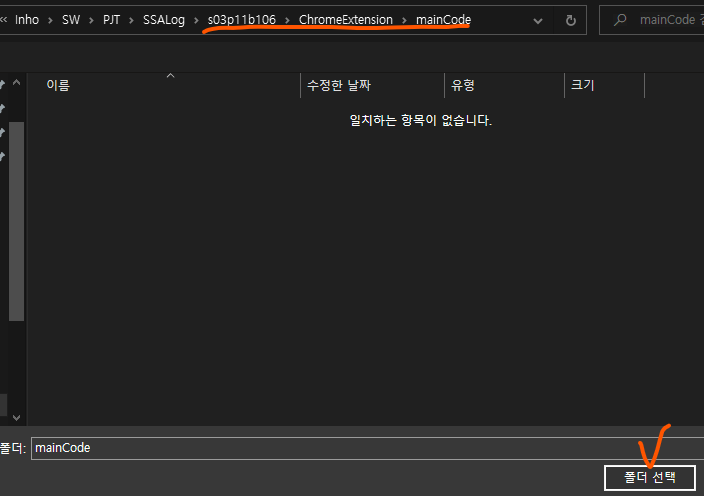 « Inho › SW › PJT › SSALog › s03p11b106 › ChromeExtension › mainCode
mainCode
이름 수정한 날짜 유형 크기
일치하는 항목이 없습니다.
폴더: mainCode
폴더 선택